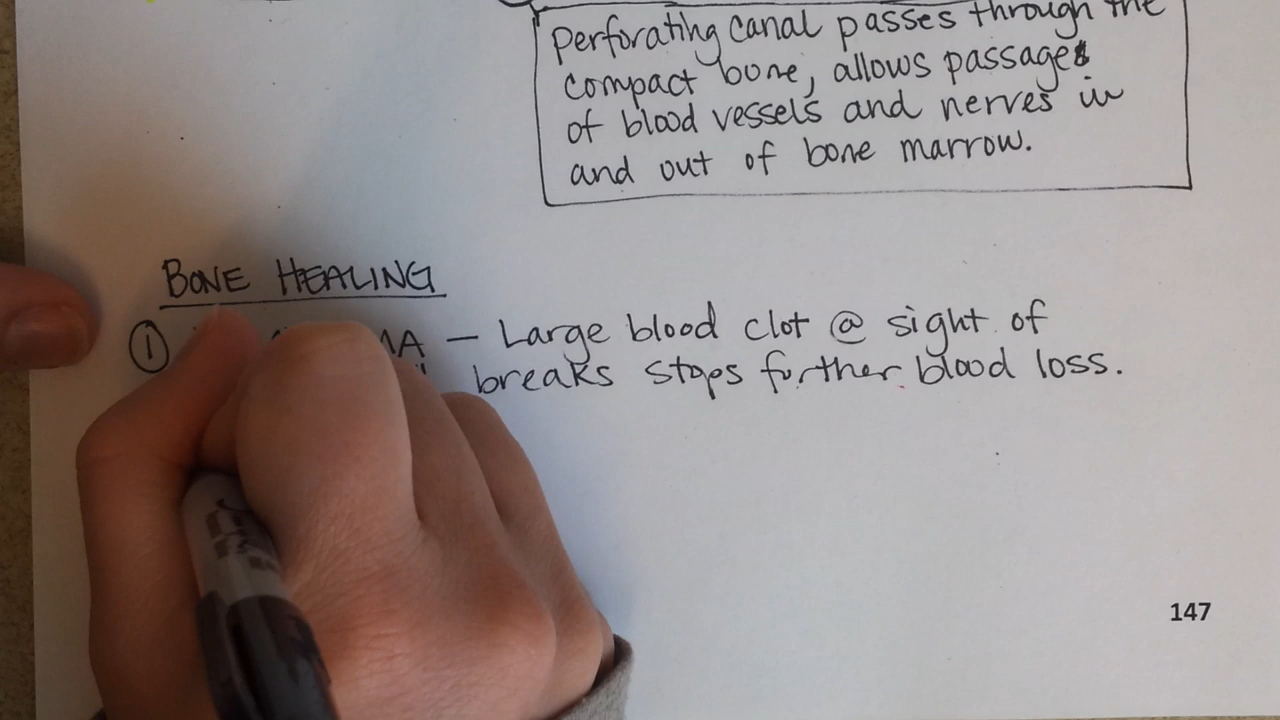 perforating canal passes through the
compact bone, allows passage
of blood vessels and nerves in
and out of bone marrow.
BONE HEALING
① — Large blood clot @ sight of
breaks stops further blood loss.
147